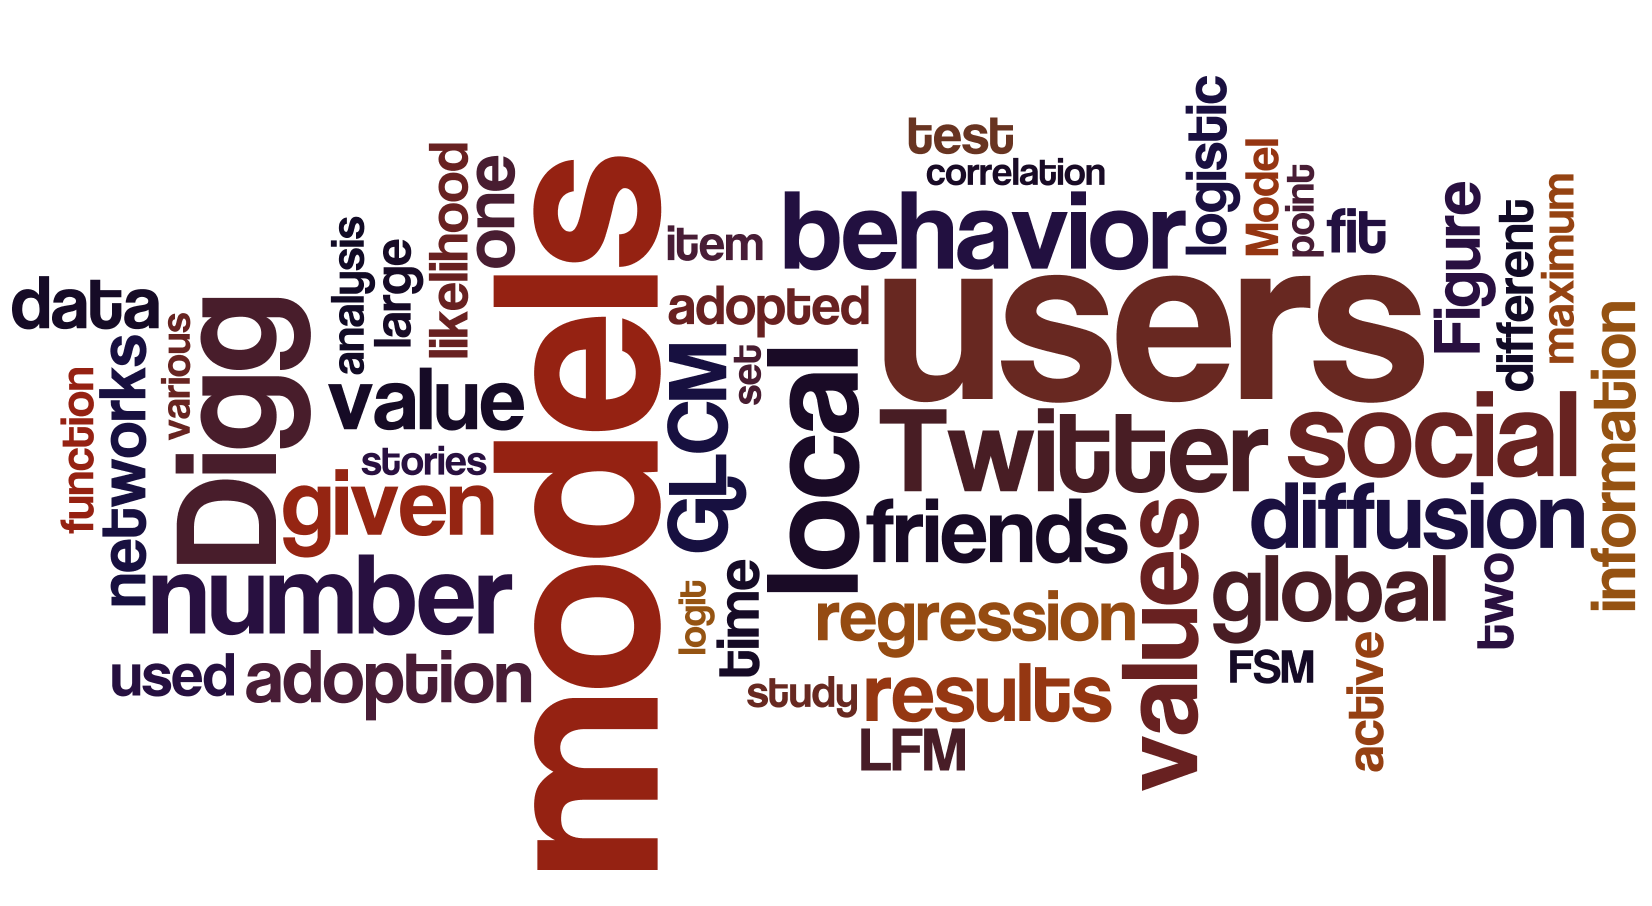 data
function
networks
various
Digg
analysis
large
likelihood
one
value
stories
given
number
used
adoption
models
item
adopted
GLCM
set
logit
time
local
test
correlation
behavior
logistic
Model
point
fit
users
Figure
different
maximum
information
Twitter
social
friends
diffusion
values
global
two
regression
FSM
active
study
results
LFM